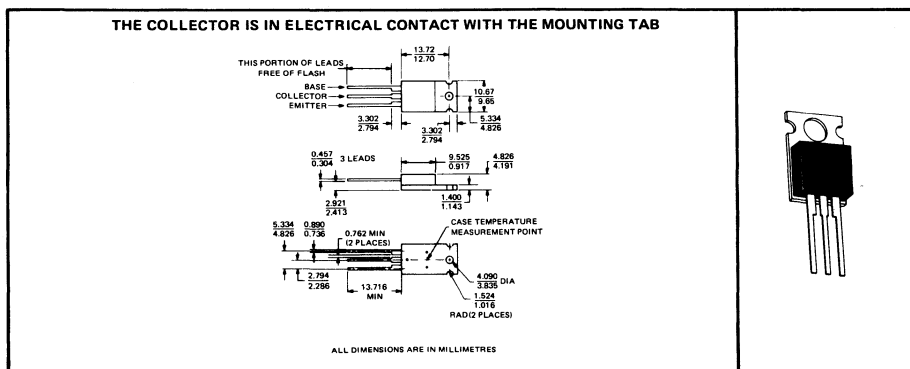 THE COLLECTOR IS IN ELECTRICAL CONTACT WITH THE MOUNTING TAB
13.72
12.70
THIS PORTION OF LEADS
FREE OF FLASH
BASE
COLLECTOR
EMITTER
10.67
9.65
3.302
2.794
3.302
2.794
5.334
4.826
0.457
0.304
3 LEADS
9.525
0.917
4.826
4.191
2.921
2.413
1.400
1.143
5.334
4.826
0.890
0.736
0.762 MIN
(2 PLACES)
CASE TEMPERATURE
MEASUREMENT POINT
2.794
2.286
13.716
MIN
4.090
3.835
DIA
1.524
1.016
RAD(2 PLACES)
ALL DIMENSIONS ARE IN MILLIMETRES